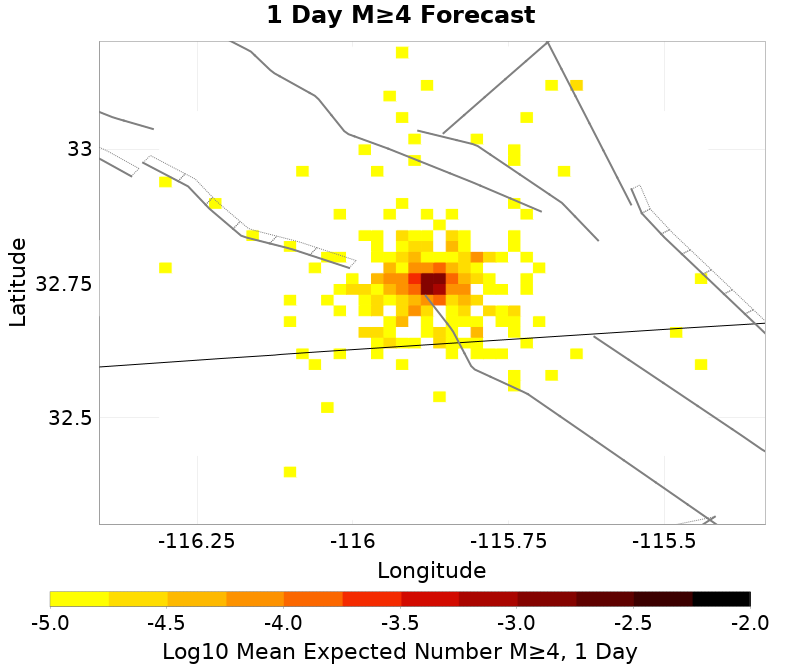 1 Day M≥4 Forecast
33
32.75
32.5
Latitude
-116.25 -116 -115.75 -115.5
Longitude
-5.0 -4.5 -4.0 -3.5 -3.0 -2.5 -2.0
Log10 Mean Expected Number M≥4, 1 Day